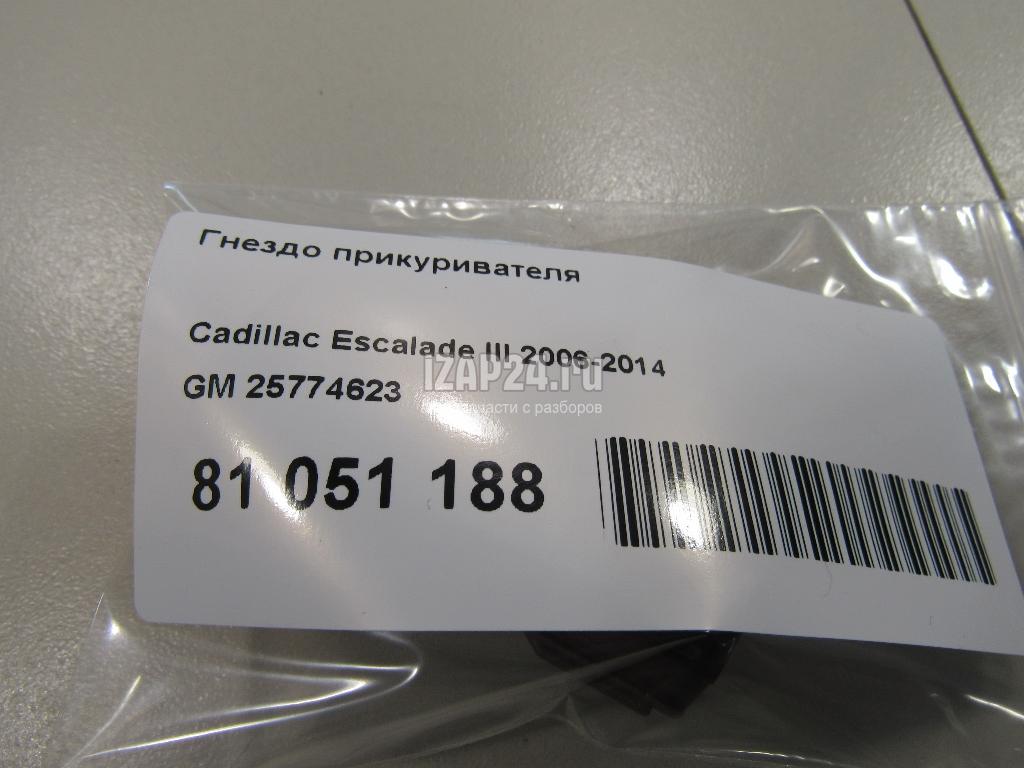 Гнездо прикуривателя
Cadillac Escalade III 2006-2014
GM 25774623
IZAP24.ru
запчасти с разборов
81 051 188